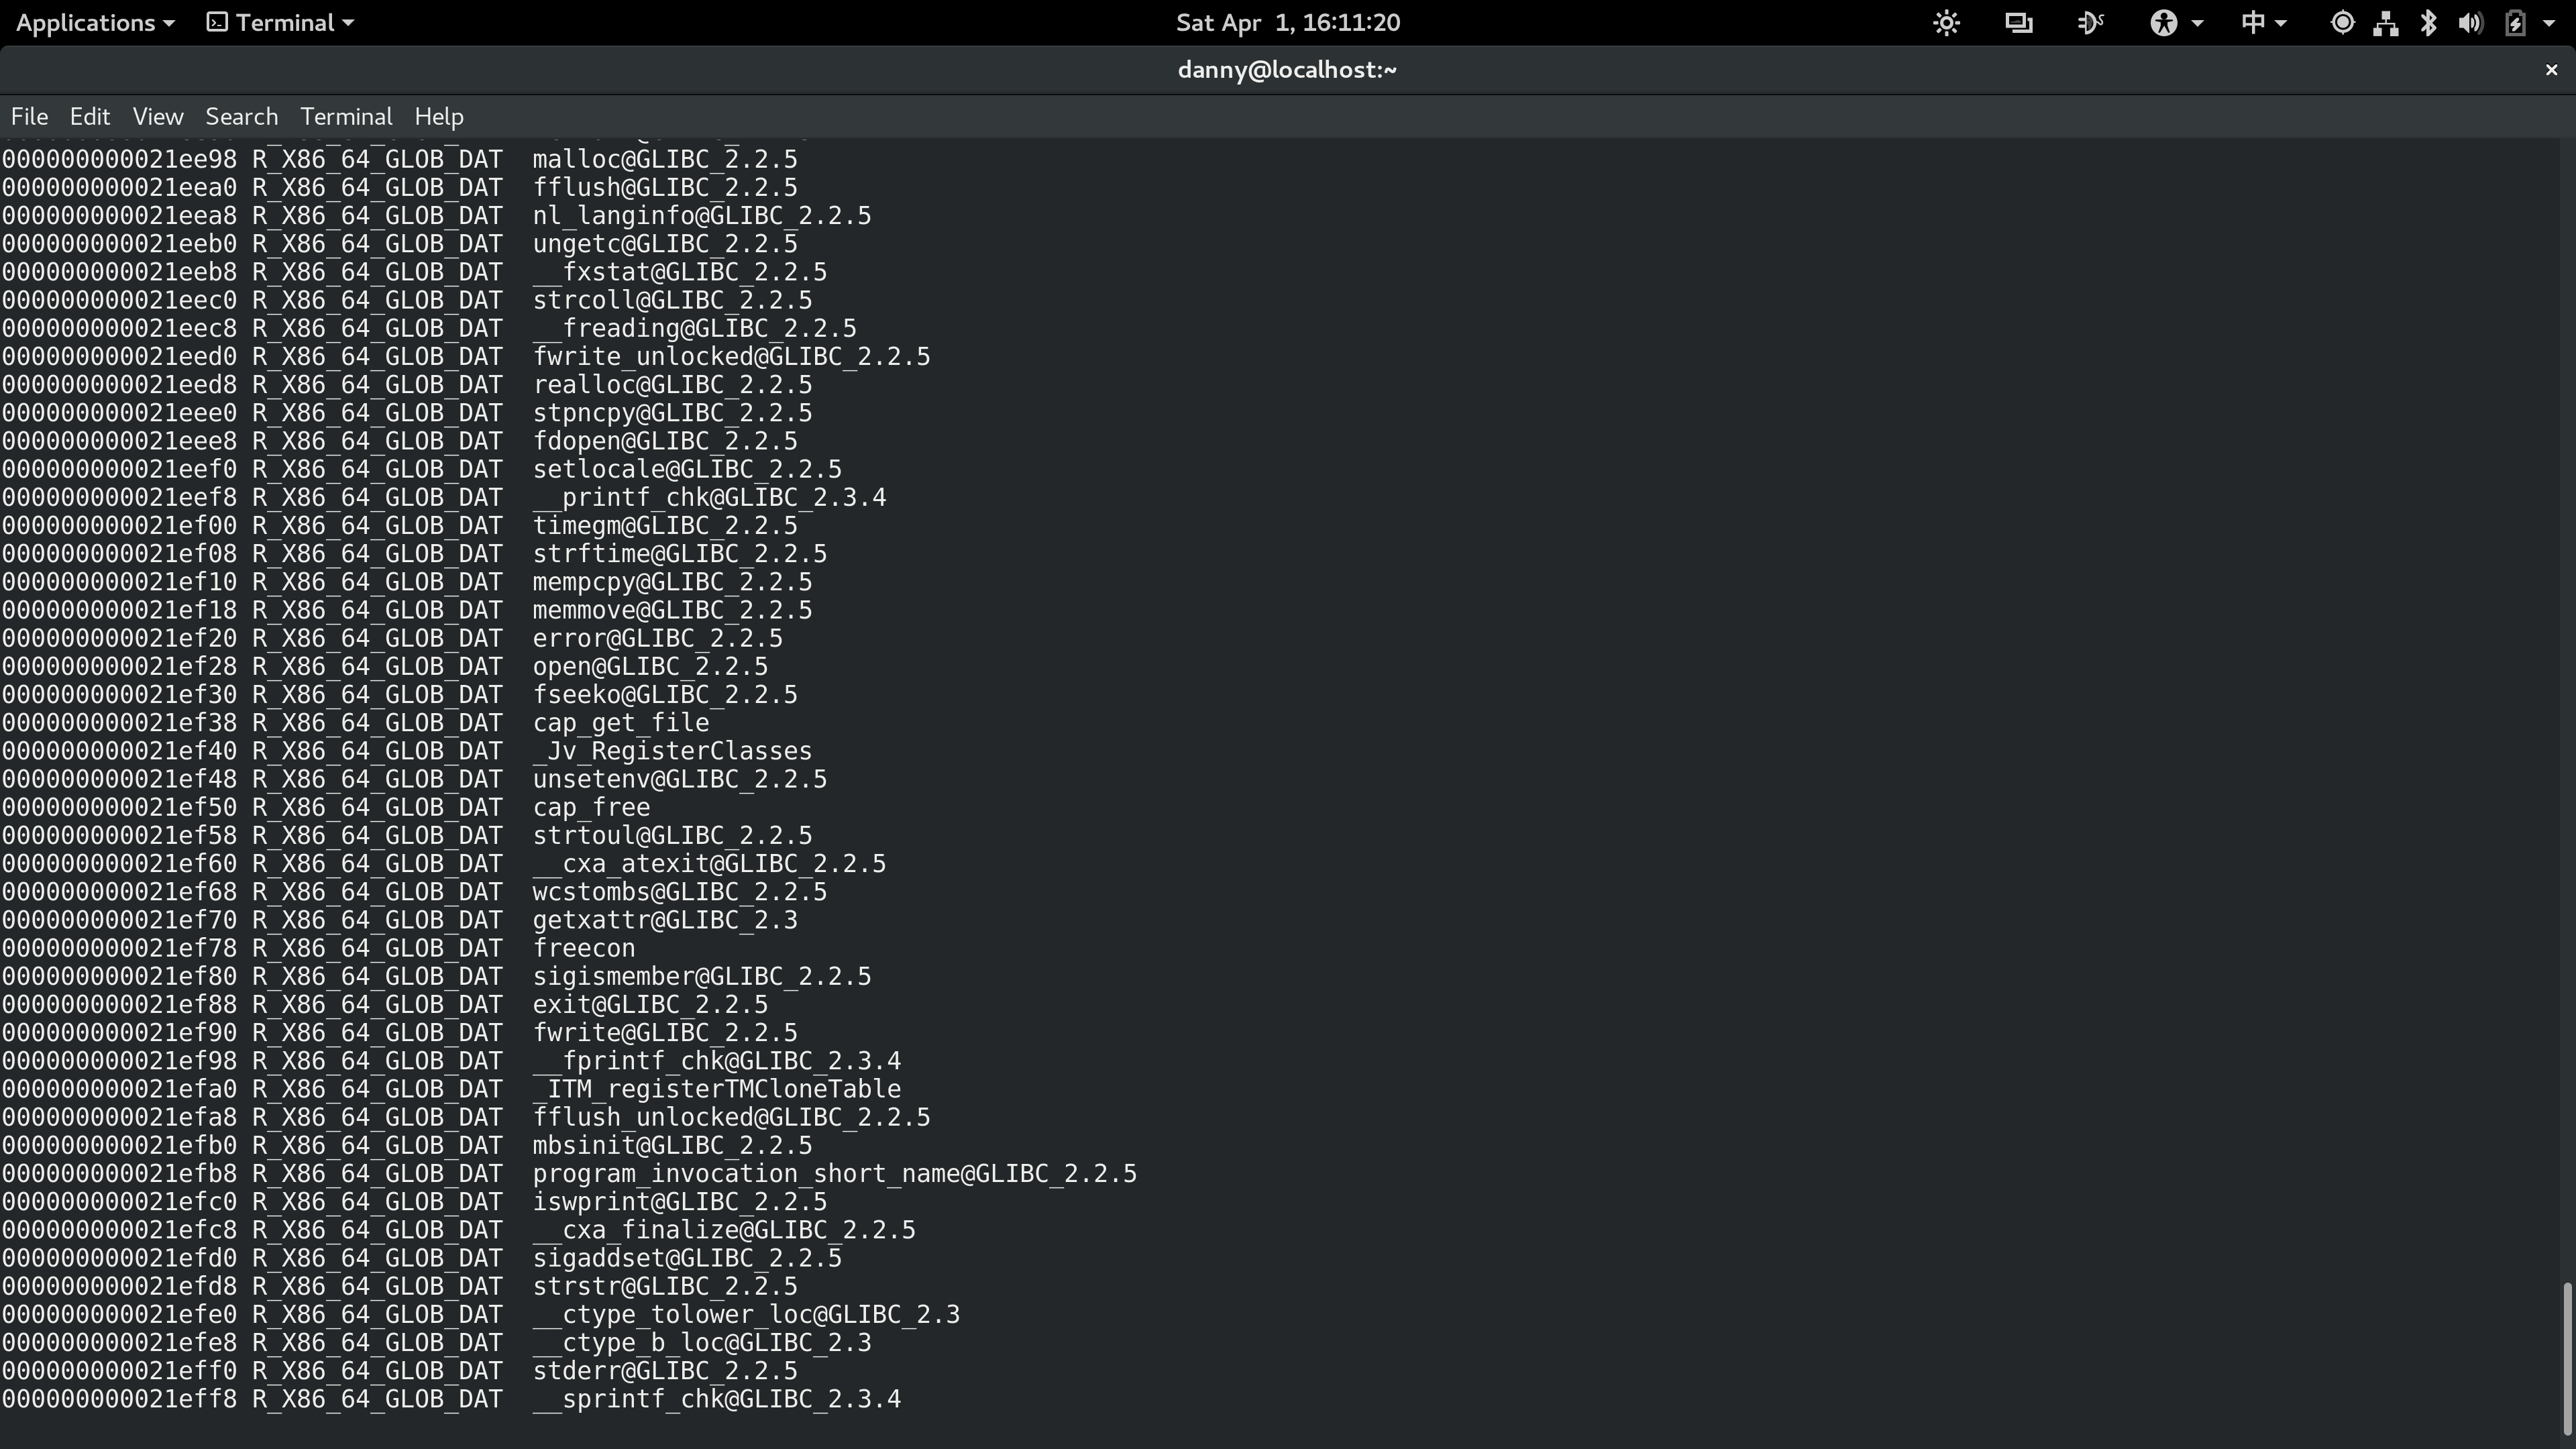 Applications Terminal Sat Apr 1, 16:11:20 中
danny@localhost:~
File Edit View Search Terminal Help
000000000021ee98 R_X86_64_GLOB_DAT  malloc@GLIBC_2.2.5
000000000021eea0 R_X86_64_GLOB_DAT  fflush@GLIBC_2.2.5
000000000021eea8 R_X86_64_GLOB_DAT  nl_langinfo@GLIBC_2.2.5
000000000021eeb0 R_X86_64_GLOB_DAT  ungetc@GLIBC_2.2.5
000000000021eeb8 R_X86_64_GLOB_DAT  __fxstat@GLIBC_2.2.5
000000000021eec0 R_X86_64_GLOB_DAT  strcoll@GLIBC_2.2.5
000000000021eec8 R_X86_64_GLOB_DAT  __freading@GLIBC_2.2.5
000000000021eed0 R_X86_64_GLOB_DAT  fwrite_unlocked@GLIBC_2.2.5
000000000021eed8 R_X86_64_GLOB_DAT  realloc@GLIBC_2.2.5
000000000021eee0 R_X86_64_GLOB_DAT  stpncpy@GLIBC_2.2.5
000000000021eee8 R_X86_64_GLOB_DAT  fdopen@GLIBC_2.2.5
000000000021eef0 R_X86_64_GLOB_DAT  setlocale@GLIBC_2.2.5
000000000021eef8 R_X86_64_GLOB_DAT  __printf_chk@GLIBC_2.3.4
000000000021ef00 R_X86_64_GLOB_DAT  timegm@GLIBC_2.2.5
000000000021ef08 R_X86_64_GLOB_DAT  strftime@GLIBC_2.2.5
000000000021ef10 R_X86_64_GLOB_DAT  mempcpy@GLIBC_2.2.5
000000000021ef18 R_X86_64_GLOB_DAT  memmove@GLIBC_2.2.5
000000000021ef20 R_X86_64_GLOB_DAT  error@GLIBC_2.2.5
000000000021ef28 R_X86_64_GLOB_DAT  open@GLIBC_2.2.5
000000000021ef30 R_X86_64_GLOB_DAT  fseeko@GLIBC_2.2.5
000000000021ef38 R_X86_64_GLOB_DAT  cap_get_file
000000000021ef40 R_X86_64_GLOB_DAT  _Jv_RegisterClasses
000000000021ef48 R_X86_64_GLOB_DAT  unsetenv@GLIBC_2.2.5
000000000021ef50 R_X86_64_GLOB_DAT  cap_free
000000000021ef58 R_X86_64_GLOB_DAT  strtoul@GLIBC_2.2.5
000000000021ef60 R_X86_64_GLOB_DAT  __cxa_atexit@GLIBC_2.2.5
000000000021ef68 R_X86_64_GLOB_DAT  wcstombs@GLIBC_2.2.5
000000000021ef70 R_X86_64_GLOB_DAT  getxattr@GLIBC_2.3
000000000021ef78 R_X86_64_GLOB_DAT  freecon
000000000021ef80 R_X86_64_GLOB_DAT  sigismember@GLIBC_2.2.5
000000000021ef88 R_X86_64_GLOB_DAT  exit@GLIBC_2.2.5
000000000021ef90 R_X86_64_GLOB_DAT  fwrite@GLIBC_2.2.5
000000000021ef98 R_X86_64_GLOB_DAT  __fprintf_chk@GLIBC_2.3.4
000000000021efa0 R_X86_64_GLOB_DAT  _ITM_registerTMCloneTable
000000000021efa8 R_X86_64_GLOB_DAT  fflush_unlocked@GLIBC_2.2.5
000000000021efb0 R_X86_64_GLOB_DAT  mbsinit@GLIBC_2.2.5
000000000021efb8 R_X86_64_GLOB_DAT  program_invocation_short_name@GLIBC_2.2.5
000000000021efc0 R_X86_64_GLOB_DAT  iswprint@GLIBC_2.2.5
000000000021efc8 R_X86_64_GLOB_DAT  __cxa_finalize@GLIBC_2.2.5
000000000021efd0 R_X86_64_GLOB_DAT  sigaddset@GLIBC_2.2.5
000000000021efd8 R_X86_64_GLOB_DAT  strstr@GLIBC_2.2.5
000000000021efe0 R_X86_64_GLOB_DAT  __ctype_tolower_loc@GLIBC_2.3
000000000021efe8 R_X86_64_GLOB_DAT  __ctype_b_loc@GLIBC_2.3
000000000021eff0 R_X86_64_GLOB_DAT  stderr@GLIBC_2.2.5
000000000021eff8 R_X86_64_GLOB_DAT  __sprintf_chk@GLIBC_2.3.4